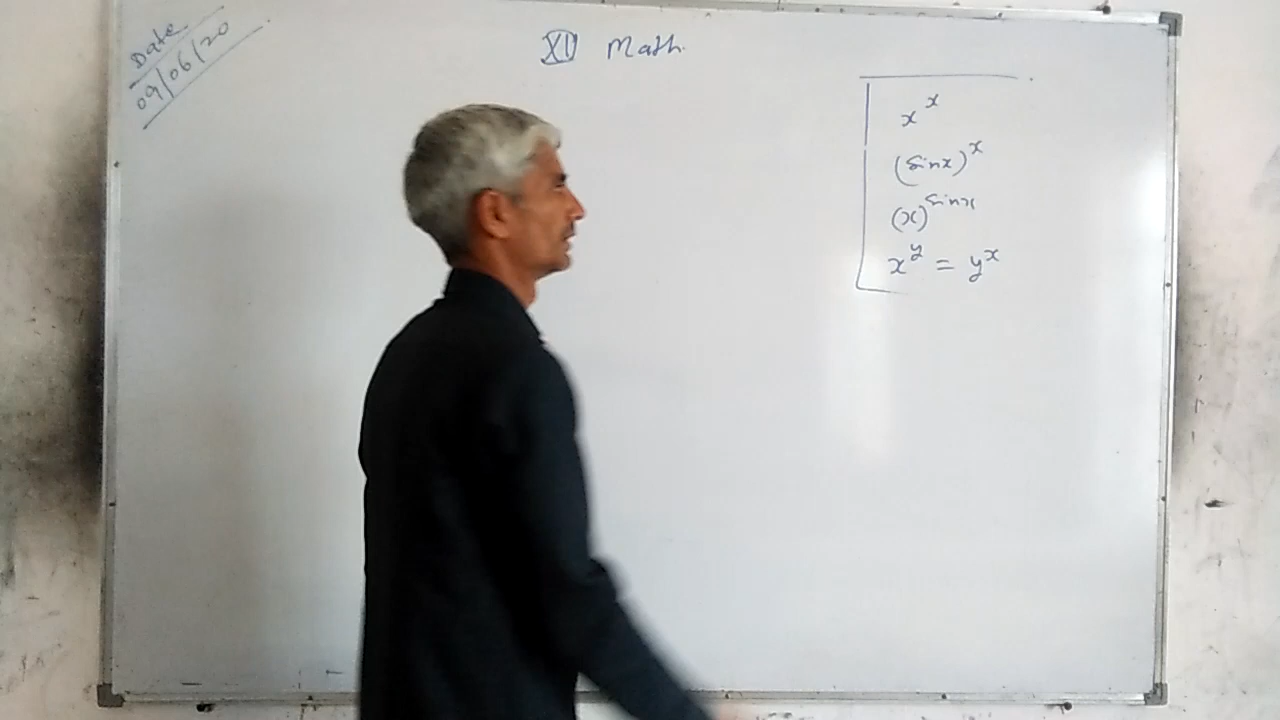 Date
09/06/20
XII Math.
x^x
(sinx)^x
(x)^sinx
x^y = y^x